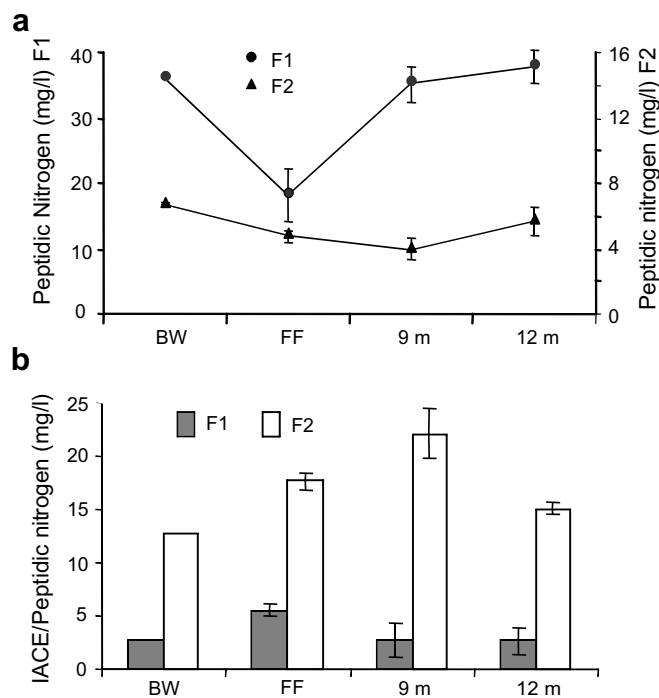 a
Peptidic Nitrogen (mg/l) F1
40
30
20
10
0
F1
F2
16
12
8
4
0
Peptidic nitrogen (mg/l) F2
BW FF 9 m 12 m
b
IACE/Peptidic nitrogen (mg/l)
25
20
15
10
5
0
F1 F2
BW FF 9 m 12 m